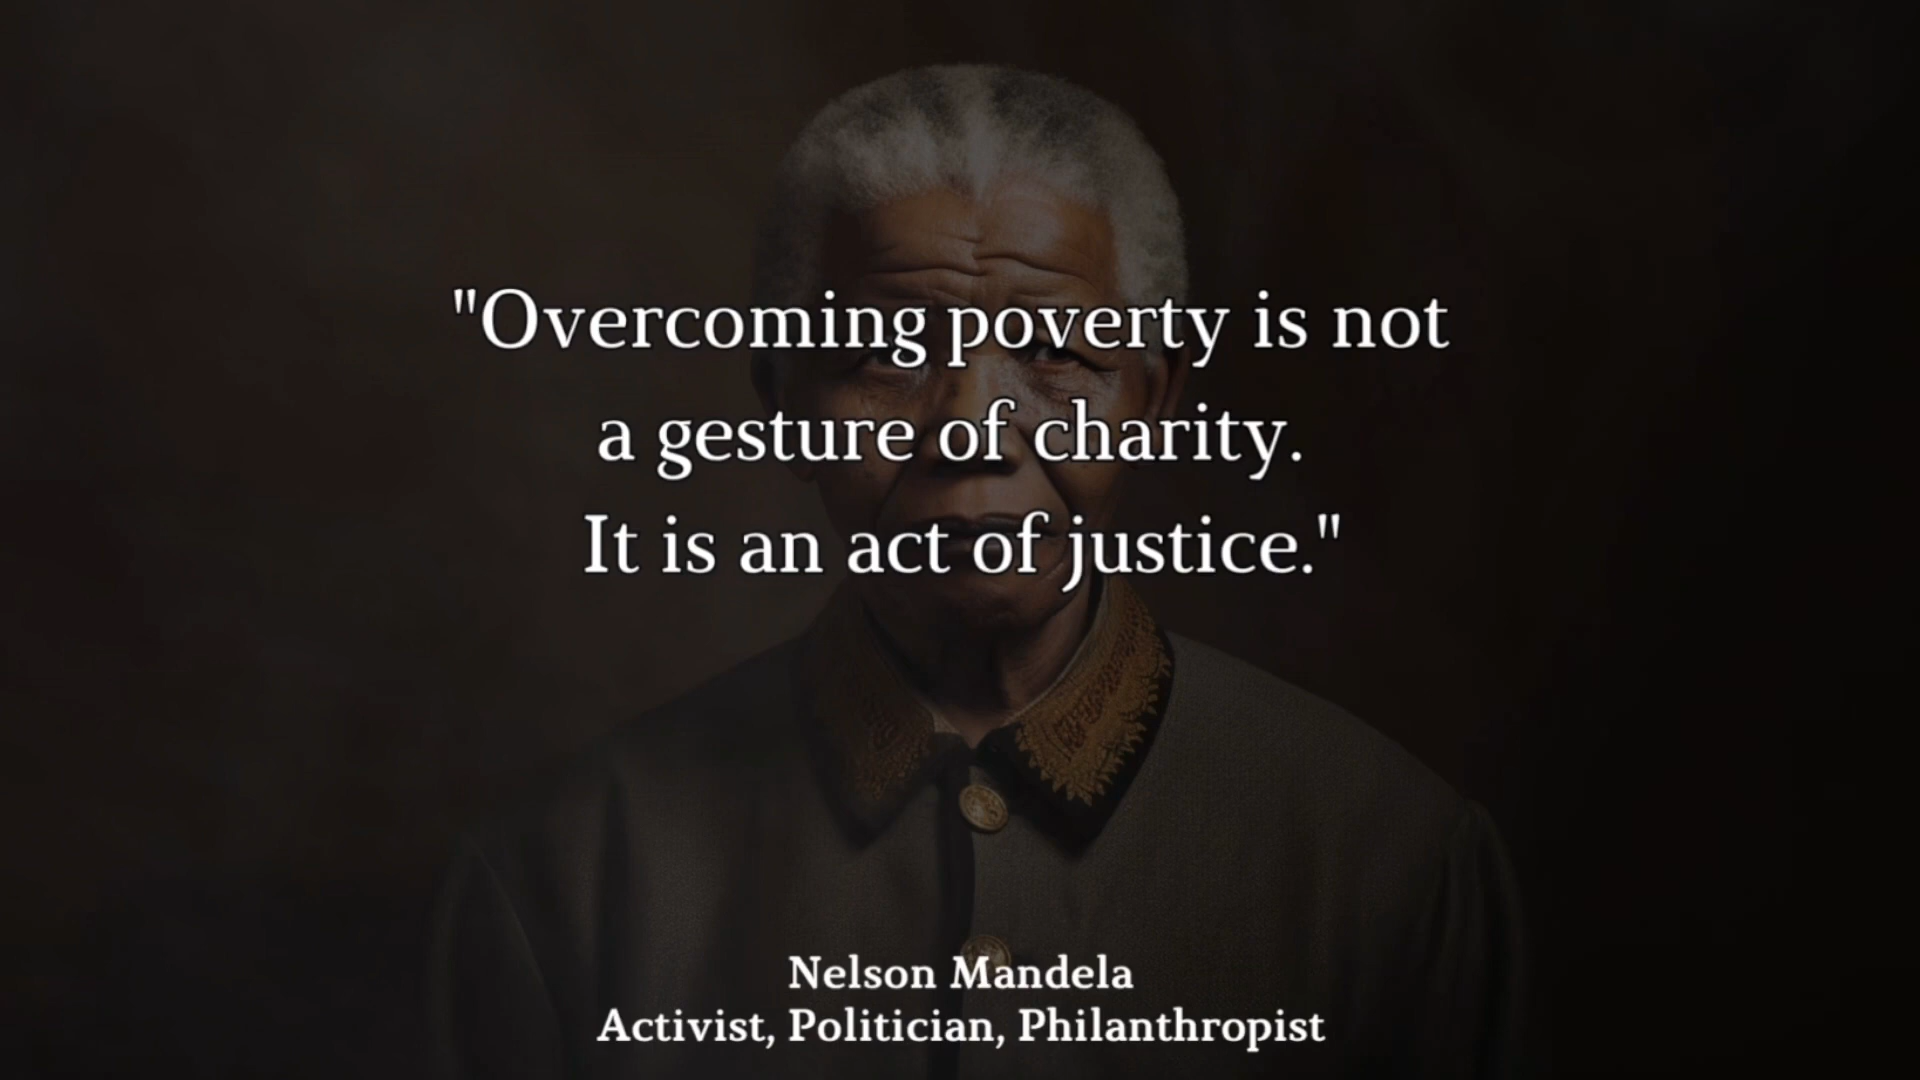 "Overcoming poverty is not
a gesture of charity.
It is an act of justice."
Nelson Mandela
Activist, Politician, Philanthropist